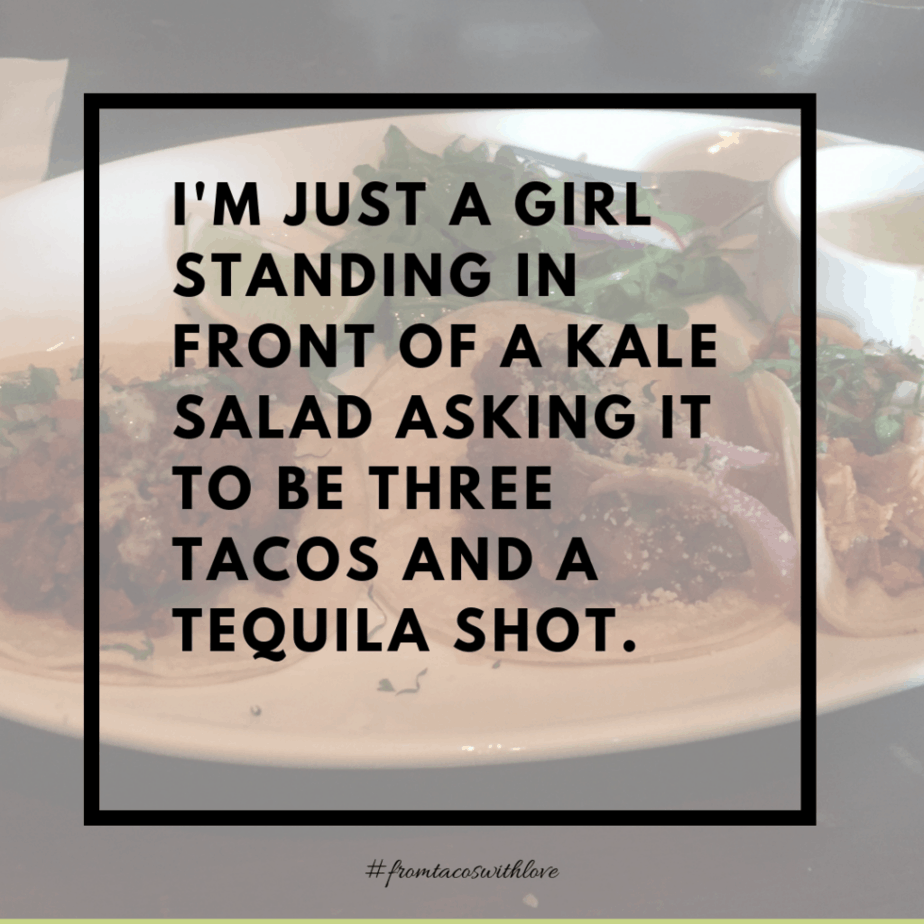 I'M JUST A GIRL
STANDING IN
FRONT OF A KALE
SALAD ASKING IT
TO BE THREE
TACOS AND A
TEQUILA SHOT.
#fromtacoswithlove